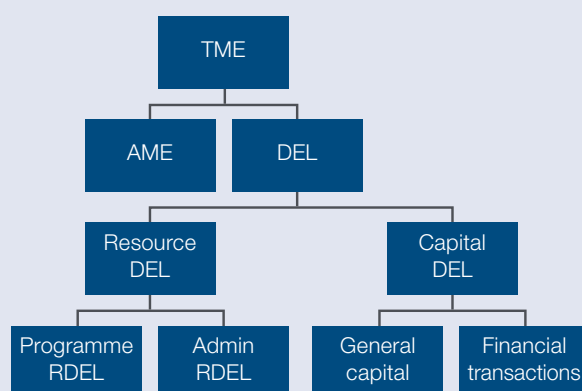 TME
AME
DEL
Resource
DEL
Capital
DEL
Programme
RDEL
Admin
RDEL
General
capital
Financial
transactions